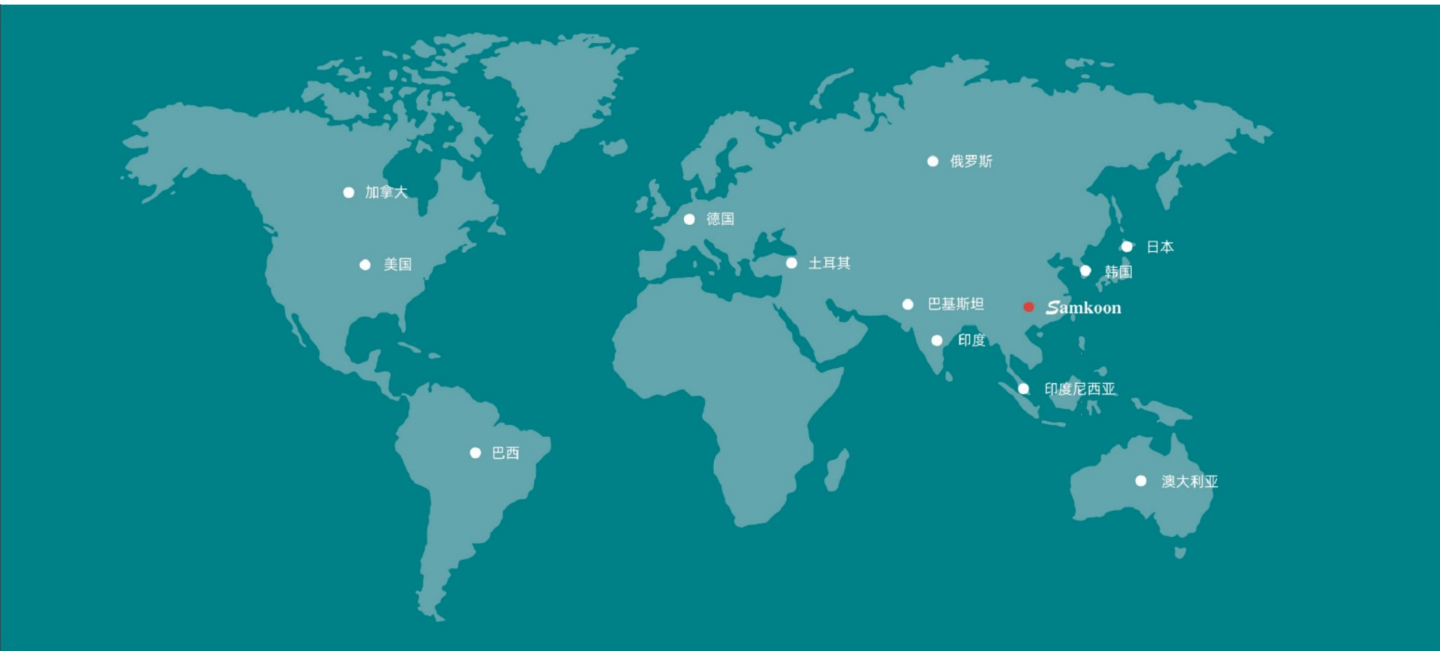 俄罗斯
加拿大
德国
日本
土耳其
美国
韩国
巴基斯坦
Samkoon
印度
印度尼西亚
巴西
澳大利亚